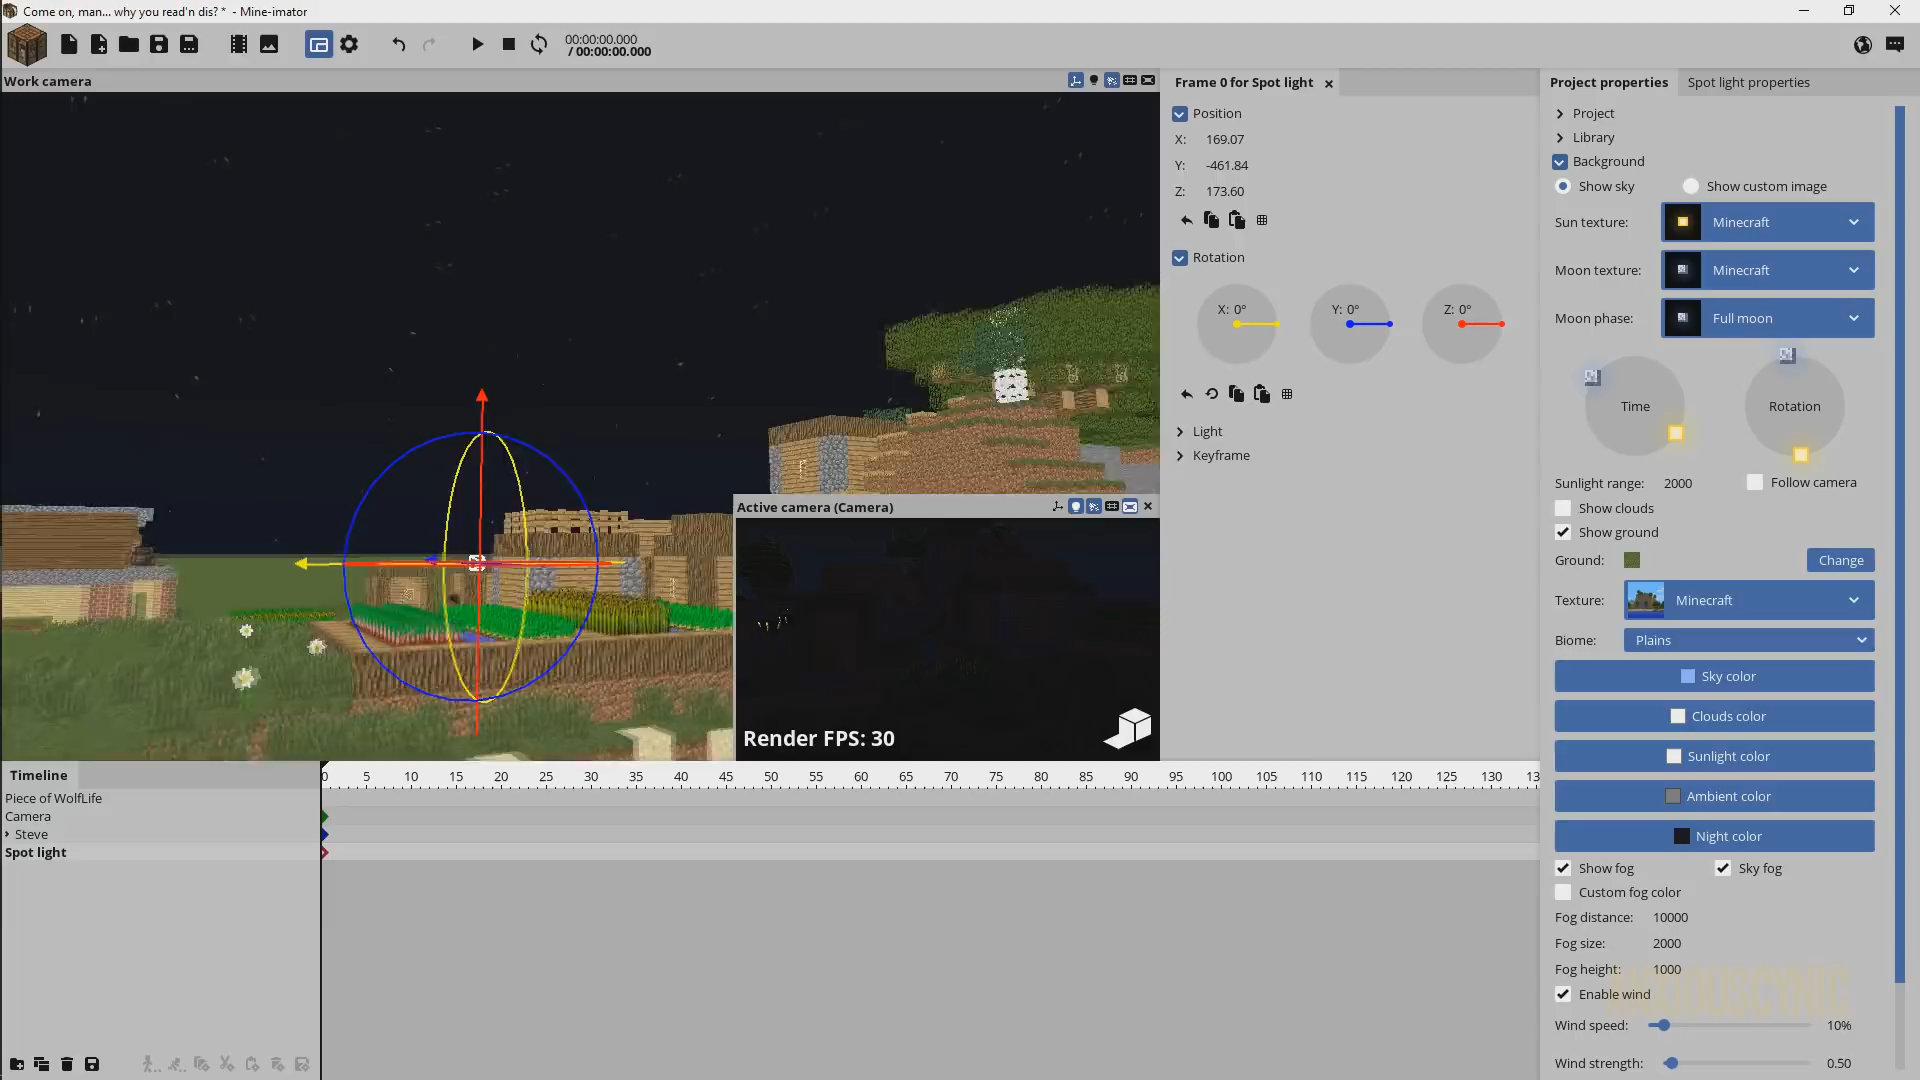 Come on, man... why you read'n dis? * - Mine-imator
00:00:00.000
/ 00:00:00.000
Work camera
Active camera (Camera)
Render FPS: 30
Frame 0 for Spot light
Position
X: 169.07
Y: -461.84
Z: 173.60
Rotation
X: 0°
Y: 0°
Z: 0°
Light
Keyframe
Project properties
Spot light properties
Project
Library
Background
Show sky
Show custom image
Sun texture: Minecraft
Moon texture: Minecraft
Moon phase: Full moon
Time
Rotation
Sunlight range: 2000
Follow camera
Show clouds
Show ground
Ground:
Change
Texture: Minecraft
Biome: Plains
Sky color
Clouds color
Sunlight color
Ambient color
Night color
Show fog
Sky fog
Custom fog color
Fog distance: 10000
Fog size: 2000
Fog height: 1000
Enable wind
Wind speed: 10%
Wind strength: 0.50
Timeline
0 5 10 15 20 25 30 35 40 45 50 55 60 65 70 75 80 85 90 95 100 105 110 115 120 125 130 13
Piece of WolfLife
Camera
Steve
Spot light